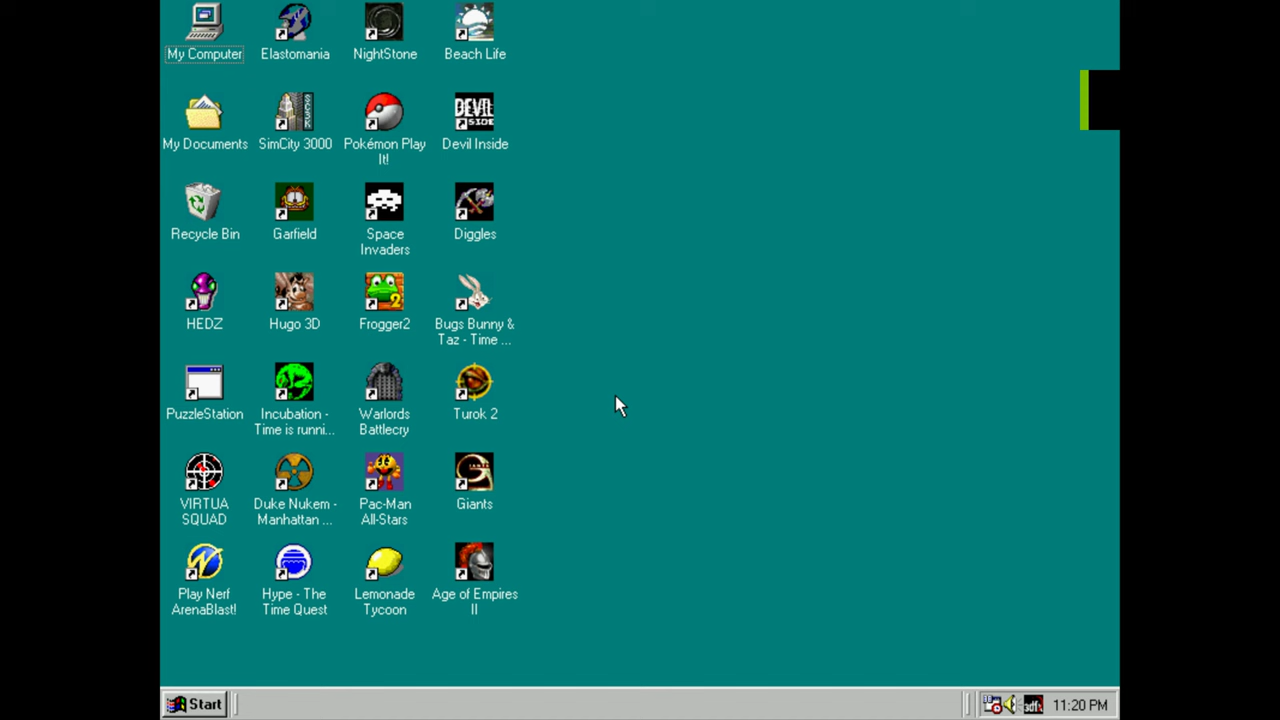 My Computer
Elastomania
NightStone
Beach Life
My Documents
SimCity 3000
Pokémon Play
It!
DEVIL
SIDE
Devil Inside
Recycle Bin
Garfield
Space
Invaders
Diggles
HEDZ
Hugo 3D
2
Frogger2
Bugs Bunny &
Taz - Time ...
PuzzleStation
Incubation -
Time is runni...
Warlords
Battlecry
Turok 2
VIRTUA
SQUAD
Duke Nukem -
Manhattan ...
Pac-Man
All-Stars
Giants
Play Nerf
ArenaBlast!
Hype - The
Time Quest
Lemonade
Tycoon
Age of Empires
II
Start
11:20 PM